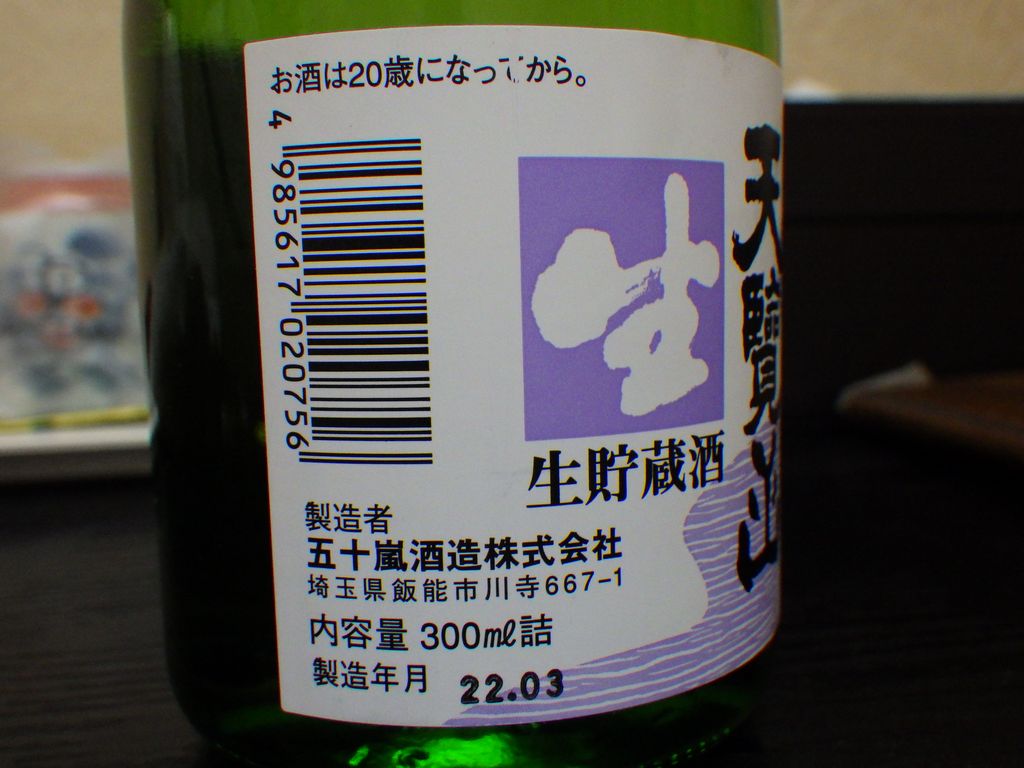 お酒は20歳になってから。
4 985617 020756
生
生貯蔵酒
天覧山
製造者
五十嵐酒造株式会社
埼玉県飯能市川寺667-1
内容量 300㎖詰
製造年月 22.03